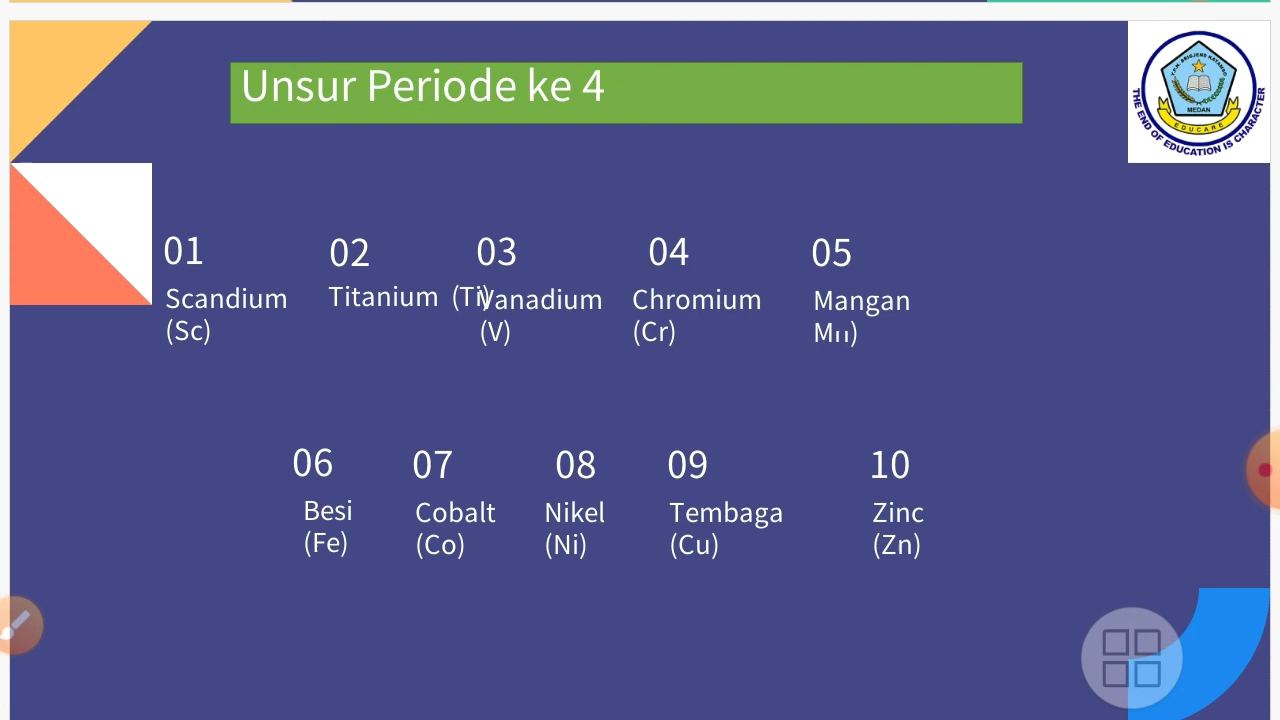 Unsur Periode ke 4
MEDAN
EDUCARE
THE END OF EDUCATION IS CHARACTER
01
Scandium
(Sc)
02
Titanium (Ti)
03
Vanadium
(V)
04
Chromium
(Cr)
05
Mangan
06
Besi
(Fe)
07
Cobalt
(Co)
08
Nikel
(Ni)
09
Tembaga
(Cu)
10
Zinc
(Zn)